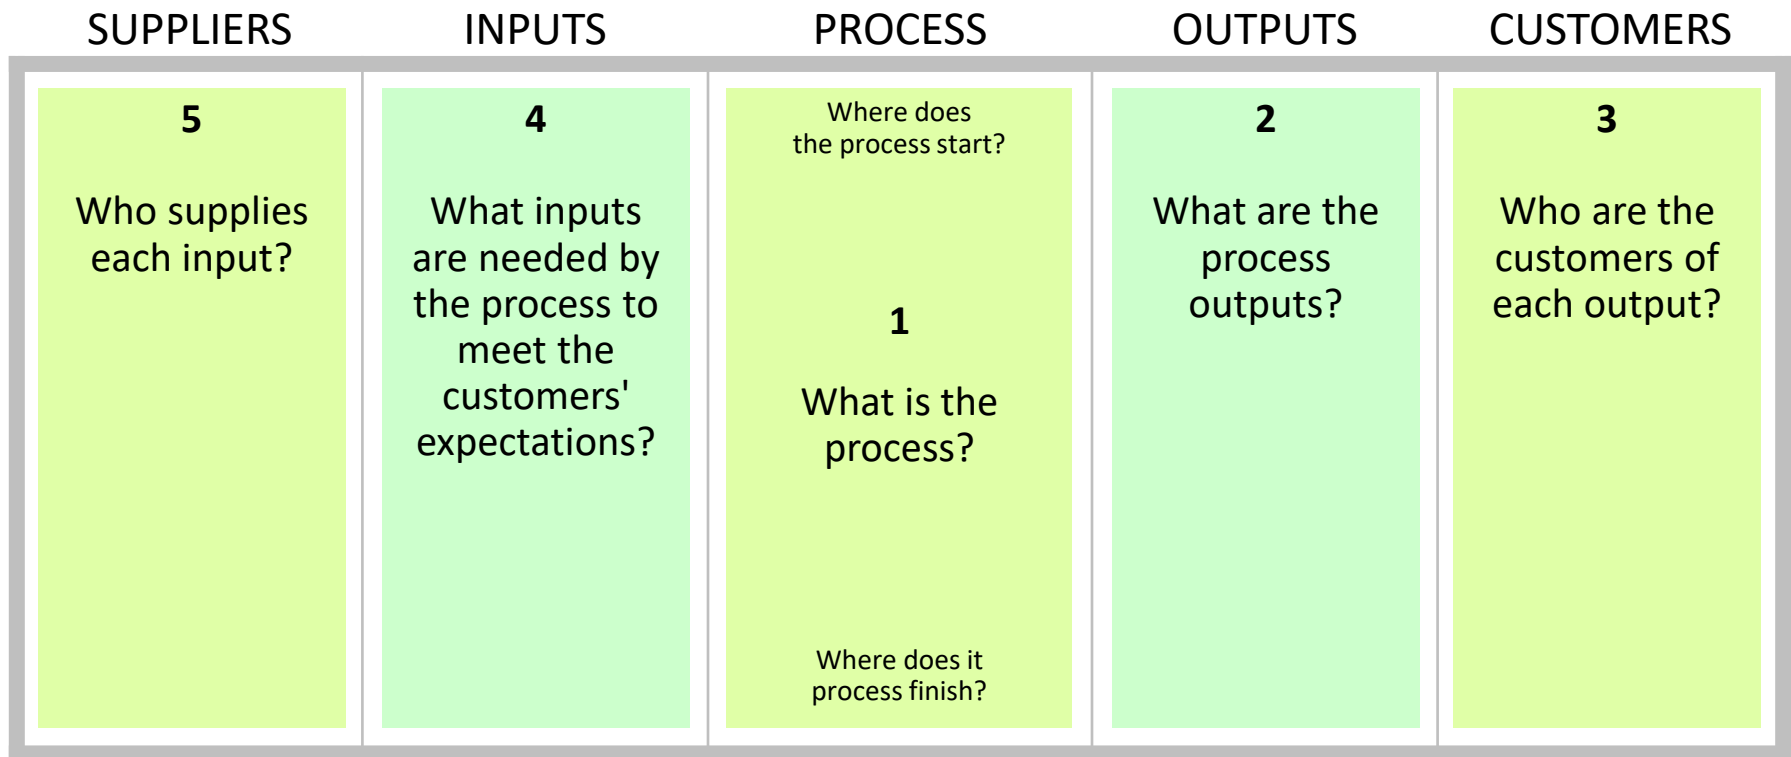 SUPPLIERS
INPUTS
PROCESS
OUTPUTS
CUSTOMERS
5
Who supplies
each input?
4
What inputs
are needed by
the process to
meet the
customers'
expectations?
Where does
the process start?
1
What is the
process?
Where does it
process finish?
2
What are the
process
outputs?
3
Who are the
customers of
each output?